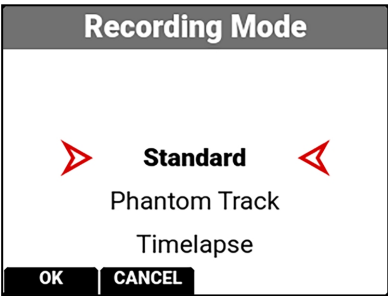 Recording Mode
Standard
Phantom Track
Timelapse
OK CANCEL